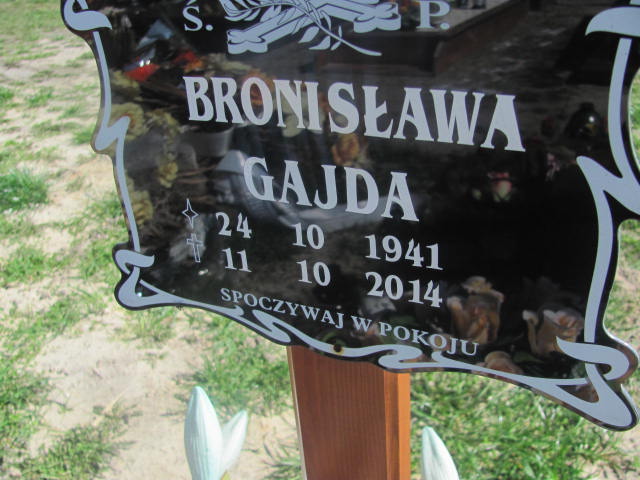 Ś. P.
BRONISŁAWA
GAJDA
24 10 1941
11 10 2014
SPOCZYWAJ W POKOJU